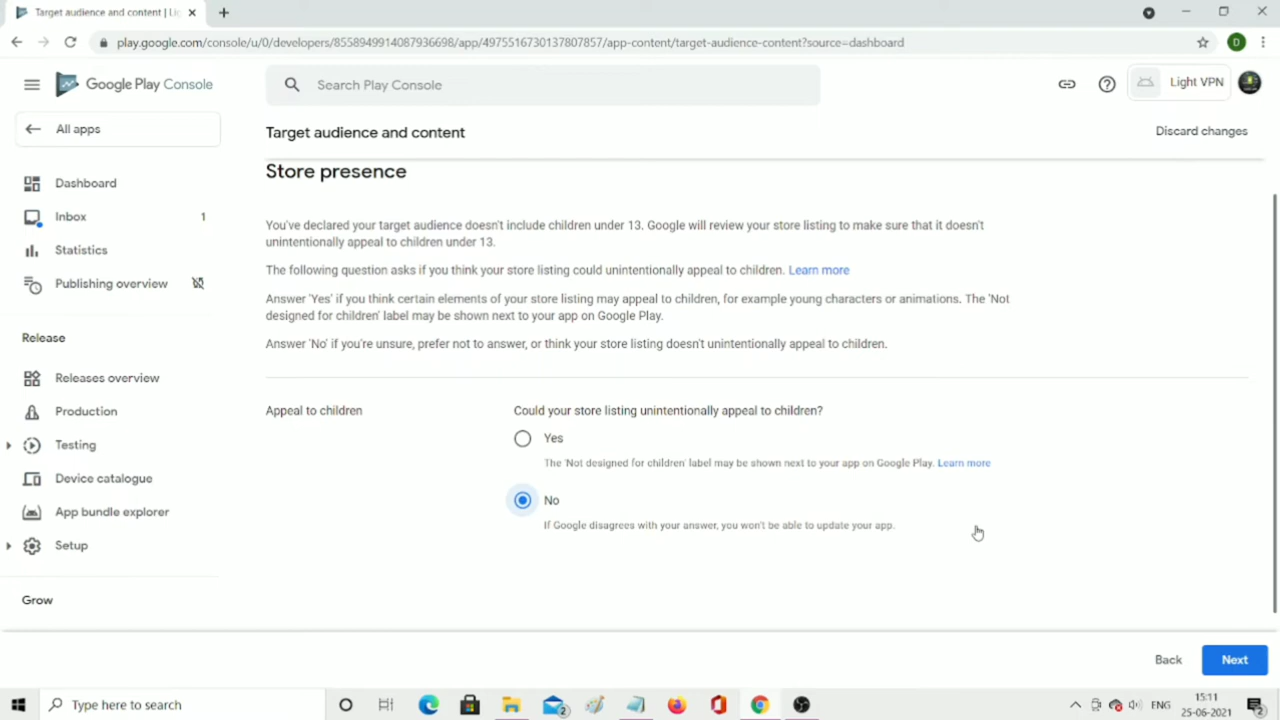 Target audience and content | Li
play.google.com/console/u/0/developers/8558949914087936698/app/4975516730137807857/app-content/target-audience-content?source=dashboard
D
Google Play Console
Search Play Console
Light VPN
All apps
Target audience and content
Discard changes
Dashboard
Inbox 1
Statistics
Publishing overview
Release
Releases overview
Production
Testing
Device catalogue
App bundle explorer
Setup
Grow
Store presence
You've declared your target audience doesn't include children under 13. Google will review your store listing to make sure that it doesn't
unintentionally appeal to children under 13.
The following question asks if you think your store listing could unintentionally appeal to children. Learn more
Answer 'Yes' if you think certain elements of your store listing may appeal to children, for example young characters or animations. The 'Not
designed for children' label may be shown next to your app on Google Play.
Answer 'No' if you're unsure, prefer not to answer, or think your store listing doesn't unintentionally appeal to children.
Appeal to children
Could your store listing unintentionally appeal to children?
Yes
The 'Not designed for children' label may be shown next to your app on Google Play. Learn more
No
If Google disagrees with your answer, you won't be able to update your app.
Back
Next
Type here to search
2
ENG
15:11
25-06-2021
2